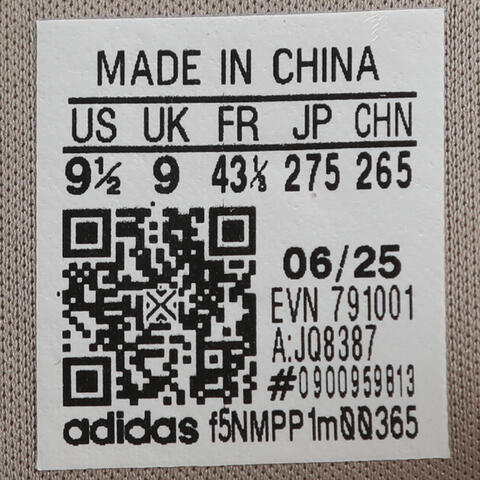 MADE IN CHINA
US UK FR JP CHN
9½ 9 43⅓ 275 265
06/25
EVN 791001
A:JQ8387
#0900959813
adidas f5NMPP1m00365